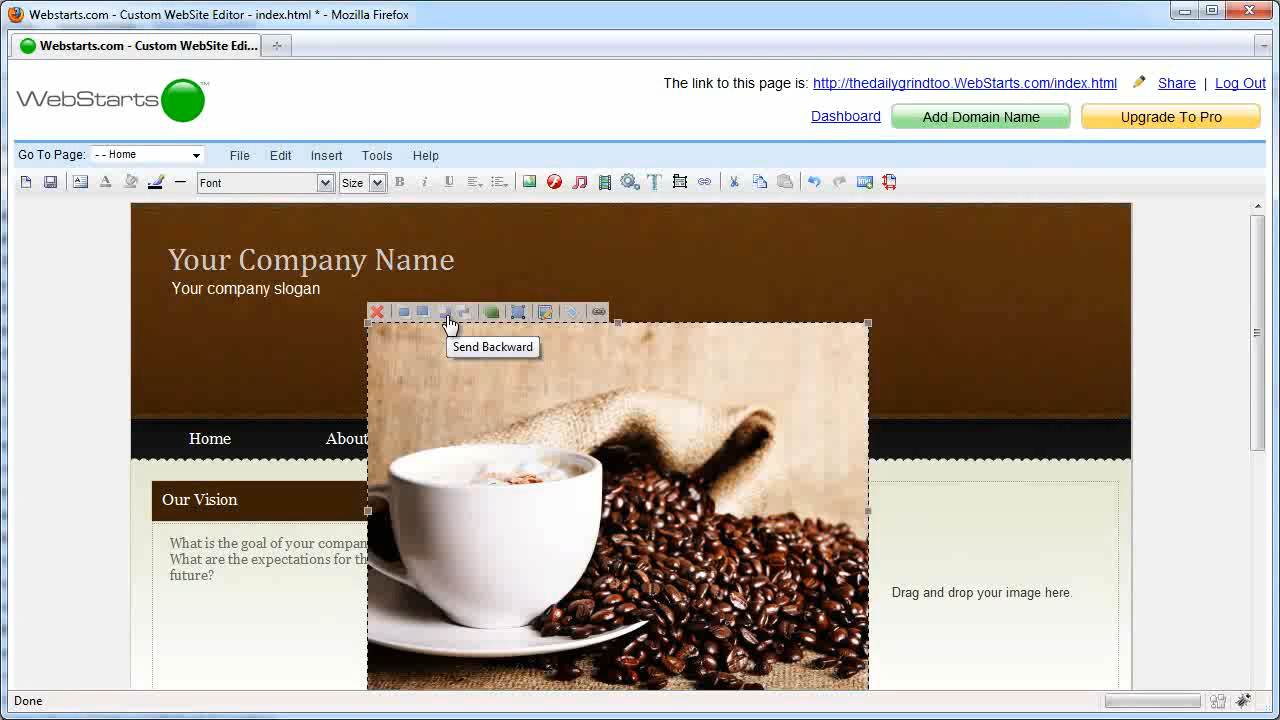 Webstarts.com - Custom WebSite Editor - index.html * - Mozilla Firefox
Webstarts.com - Custom WebSite Edi...
WebStarts™
The link to this page is: http://thedailygrindtoo.WebStarts.com/index.html Share | Log Out
Dashboard Add Domain Name Upgrade To Pro
Go To Page: - - Home File Edit Insert Tools Help
Font Size B i U T
Your Company Name
Your company slogan
Send Backward
Home About
Our Vision
What is the goal of your compan
What are the expectations for th
future?
Drag and drop your image here.
Done